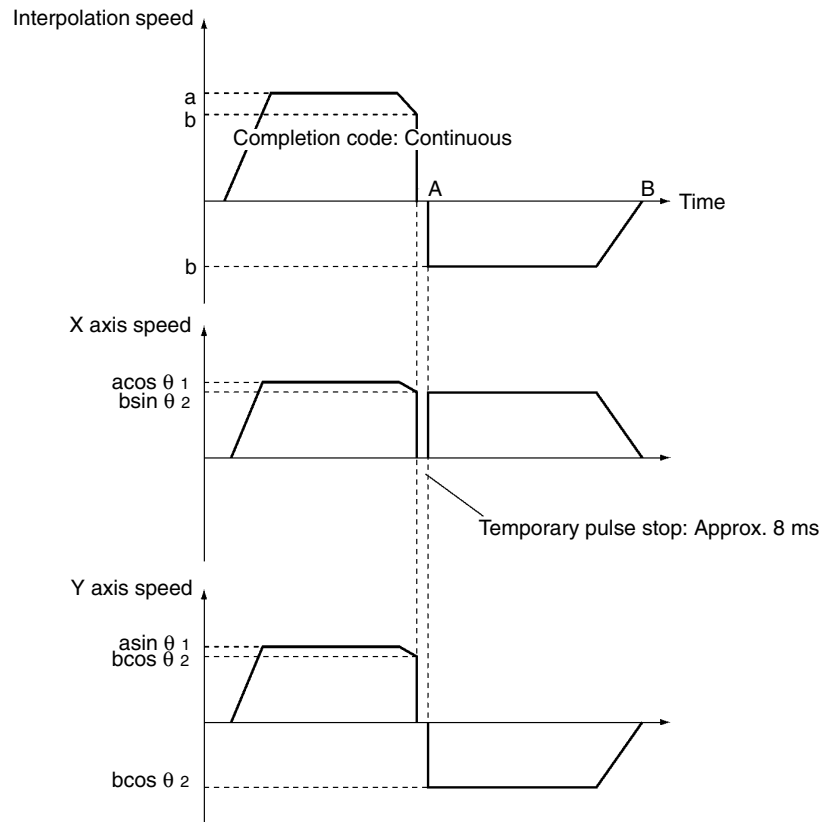 Interpolation speed
a
b
Completion code: Continuous
A
B
Time
b
X axis speed
acos θ 1
bsin θ 2
Temporary pulse stop: Approx. 8 ms
Y axis speed
asin θ 1
bcos θ 2
bcos θ 2